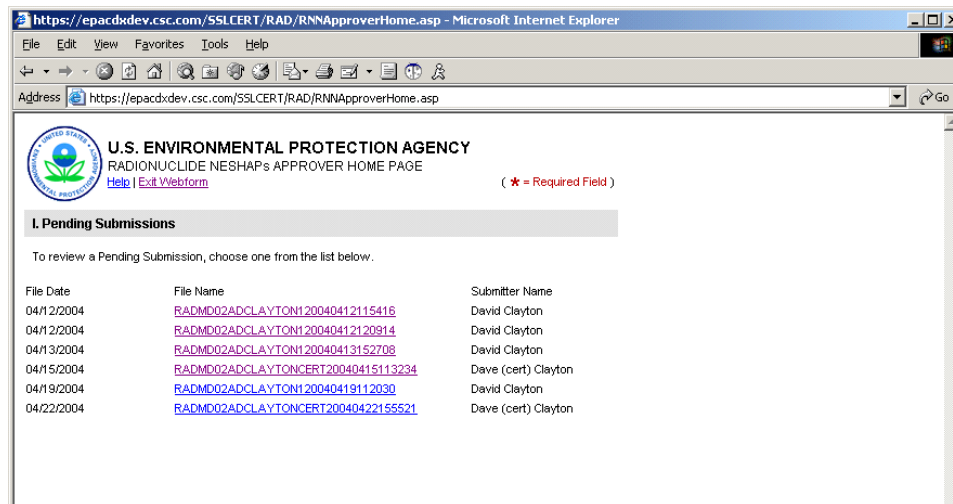 https://epacdxdev.csc.com/SSLCERT/RAD/RNNApproverHome.asp - Microsoft Internet Explorer
File Edit View Favorites Tools Help
Address https://epacdxdev.csc.com/SSLCERT/RAD/RNNApproverHome.asp Go
UNITED STATES
ENVIRONMENTAL PROTECTION AGENCY
U.S. ENVIRONMENTAL PROTECTION AGENCY
RADIONUCLIDE NESHAPs APPROVER HOME PAGE
Help | Exit Webform ( * = Required Field )
I. Pending Submissions
To review a Pending Submission, choose one from the list below.
File Date File Name Submitter Name
04/12/2004 RADMD02ADCLAYTON120040412115416 David Clayton
04/12/2004 RADMD02ADCLAYTON120040412120914 David Clayton
04/13/2004 RADMD02ADCLAYTON120040413152708 David Clayton
04/15/2004 RADMD02ADCLAYTONCERT20040415113234 Dave (cert) Clayton
04/19/2004 RADMD02ADCLAYTON120040419112030 David Clayton
04/22/2004 RADMD02ADCLAYTONCERT20040422155521 Dave (cert) Clayton